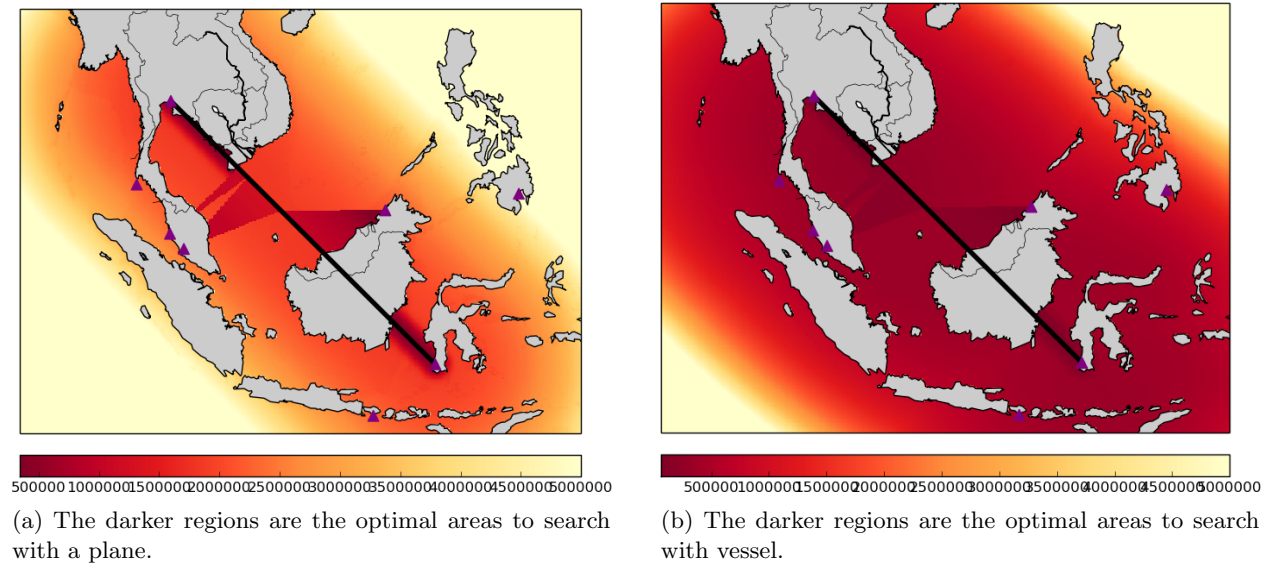 500000 1000000 1500000 2000000 2500000 3000000 3500000 4000000 4500000 5000000
500000 1000000 1500000 2000000 2500000 3000000 3500000 4000000 4500000 5000000
(a) The darker regions are the optimal areas to search
with a plane.
(b) The darker regions are the optimal areas to search
with vessel.